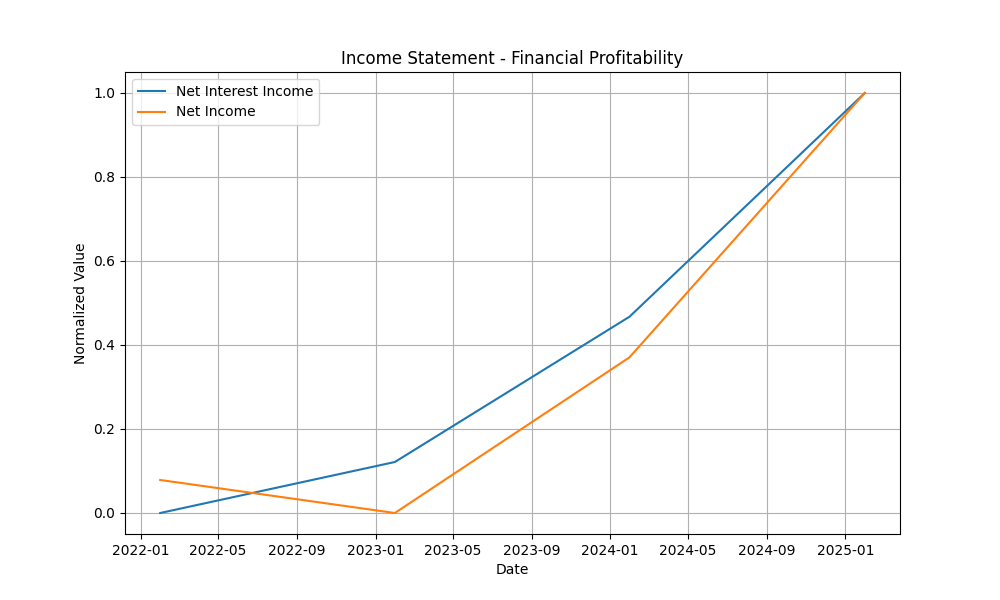 Income Statement - Financial Profitability
Net Interest Income
Net Income
1.0
0.8
0.6
0.4
0.2
0.0
Normalized Value
2022-01 2022-05 2022-09 2023-01 2023-05 2023-09 2024-01 2024-05 2024-09 2025-01
Date